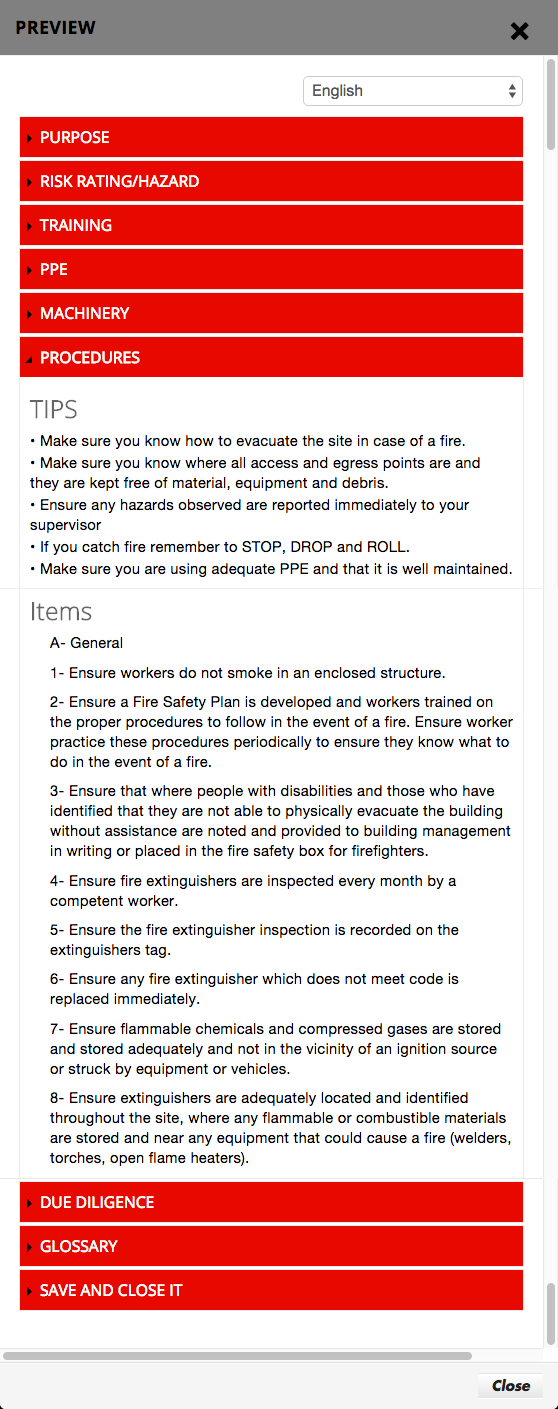 PREVIEW
English
PURPOSE
RISK RATING/HAZARD
TRAINING
PPE
MACHINERY
PROCEDURES
TIPS
• Make sure you know how to evacuate the site in case of a fire.
• Make sure you know where all access and egress points are and
they are kept free of material, equipment and debris.
• Ensure any hazards observed are reported immediately to your
supervisor
• If you catch fire remember to STOP, DROP and ROLL.
• Make sure you are using adequate PPE and that it is well maintained.
Items
A- General
1- Ensure workers do not smoke in an enclosed structure.
2- Ensure a Fire Safety Plan is developed and workers trained on
the proper procedures to follow in the event of a fire. Ensure worker
practice these procedures periodically to ensure they know what to
do in the event of a fire.
3- Ensure that where people with disabilities and those who have
identified that they are not able to physically evacuate the building
without assistance are noted and provided to building management
in writing or placed in the fire safety box for firefighters.
4- Ensure fire extinguishers are inspected every month by a
competent worker.
5- Ensure the fire extinguisher inspection is recorded on the
extinguishers tag.
6- Ensure any fire extinguisher which does not meet code is
replaced immediately.
7- Ensure flammable chemicals and compressed gases are stored
and stored adequately and not in the vicinity of an ignition source
or struck by equipment or vehicles.
8- Ensure extinguishers are adequately located and identified
throughout the site, where any flammable or combustible materials
are stored and near any equipment that could cause a fire (welders,
torches, open flame heaters).
DUE DILIGENCE
GLOSSARY
SAVE AND CLOSE IT
Close